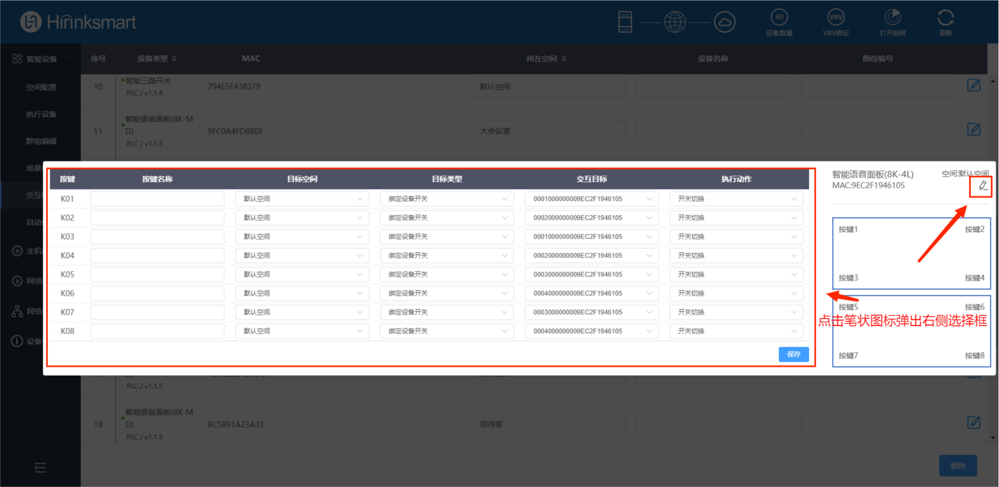 Hirinksmart
60
设备数量
VRV
VRV绑定
打开组网
刷新
智能设备
空间配置
执行设备
群组编辑
场景
交互
自动
主机
网络
网络
设备
序号 设备类型 MAC 所在空间 设备名称 图位编号
10 智能三路开关 PLC / v1.1.4 794E5E438379 默认空间
11 智能语音面板(8K-MD) PLC / v1.1.5 9FC0A4FDBB0F 大会议室
按键 按键名称 目标空间 目标类型 交互目标 执行动作
K01 默认空间 绑定设备开关 0001000000009EC2F1946105 开关切换
K02 默认空间 绑定设备开关 0002000000009EC2F1946105 开关切换
K03 默认空间 绑定设备开关 0001000000009EC2F1946105 开关切换
K04 默认空间 绑定设备开关 0002000000009EC2F1946105 开关切换
K05 默认空间 绑定设备开关 0003000000009EC2F1946105 开关切换
K06 默认空间 绑定设备开关 0004000000009EC2F1946105 开关切换
K07 默认空间 绑定设备开关 0003000000009EC2F1946105 开关切换
K08 默认空间 绑定设备开关 0004000000009EC2F1946105 开关切换
保存
智能语音面板(8K-4L) 空间:默认空间
MAC:9EC2F1946105
按键1 按键2
按键3 按键4
按键5 按键6
点击笔状图标弹出右侧选择框
按键7 按键8
PLC / v1.1.5
18 智能语音面板(8K-MD) PLC / v1.1.5 BC5891A23A33 招待室
删除